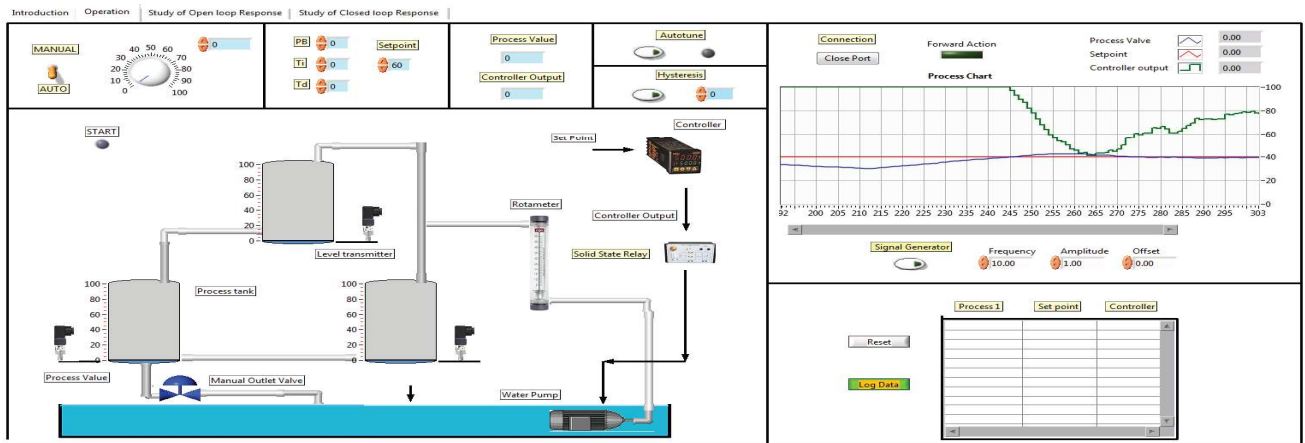 Introduction Operation Study of Open loop Response Study of Closed loop Response
MANUAL
AUTO
0 10 20 30 40 50 60 70 80 90 100
0
PB 0
Ti 0
Td 0
Setpoint
60
Process Value
0
Controller Output
0
Autotune
Hysteresis
0
Connection
Close Port
Forward Action
Process Valve 0.00
Setpoint 0.00
Controller output 0.00
Process Chart
100
80
60
40
20
0
92 200 205 210 215 220 225 230 235 240 245 250 255 260 265 270 275 280 285 290 295 303
Signal Generator
Frequency Amplitude Offset
10.00 1.00 0.00
Process 1 Set point Controller
Reset
Log Data
START
Set Point
Controller
100
80
60
40
20
0
Rotameter
Controller Output
Level transmitter
Solid State Relay
100
80
60
40
20
0
Process tank
100
80
60
40
20
0
Process Value
Manual Outlet Valve
Water Pump